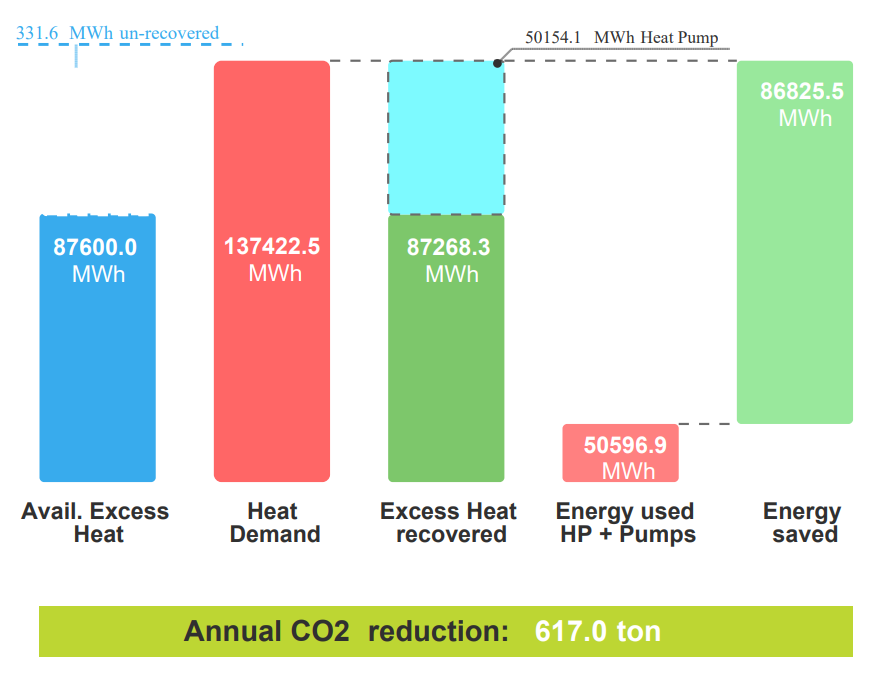 331.6 MWh un-recovered
50154.1 MWh Heat Pump
87600.0
MWh
137422.5
MWh
87268.3
MWh
50596.9
MWh
86825.5
MWh
Avail. Excess
Heat
Heat
Demand
Excess Heat
recovered
Energy used
HP + Pumps
Energy
saved
Annual CO2 reduction: 617.0 ton